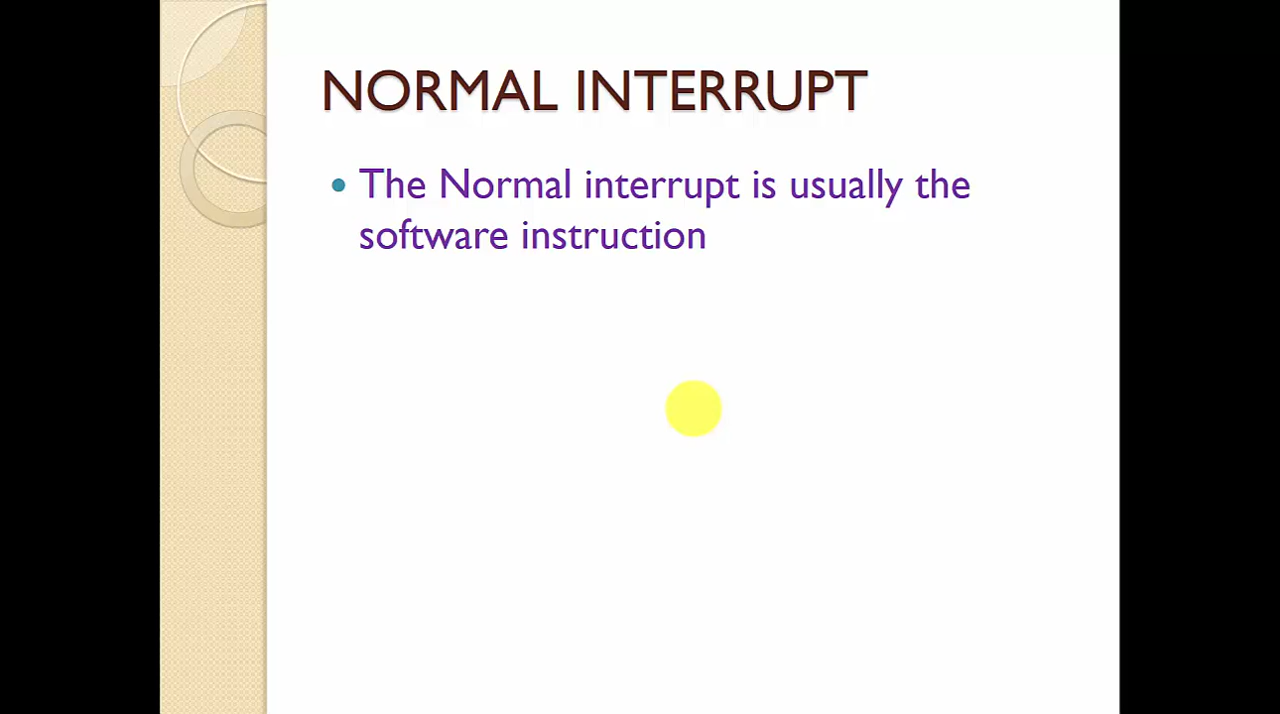 NORMAL INTERRUPT
• The Normal interrupt is usually the
software instruction